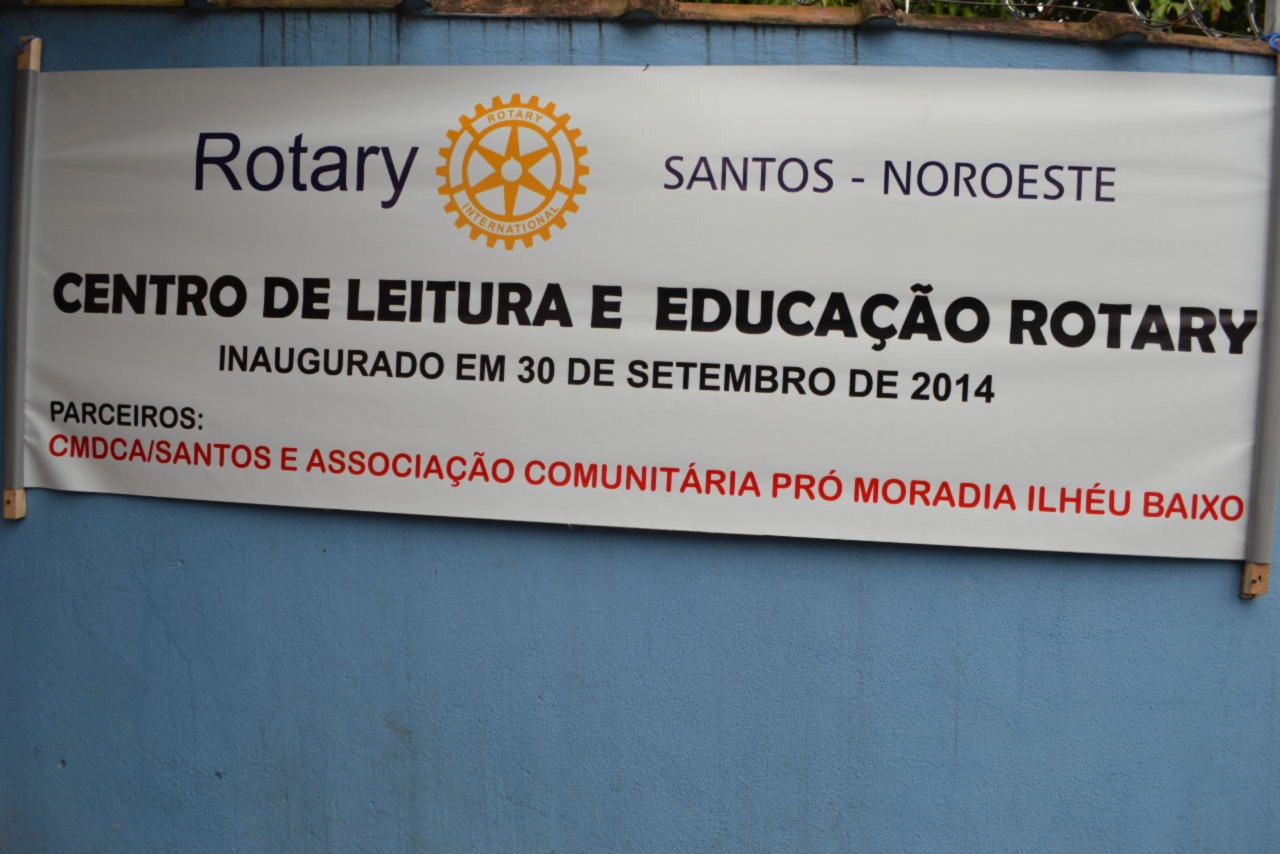 Rotary
ROTARY
INTERNATIONAL
SANTOS - NOROESTE
CENTRO DE LEITURA E EDUCAÇÃO ROTARY
INAUGURADO EM 30 DE SETEMBRO DE 2014
PARCEIROS:
CMDCA/SANTOS E ASSOCIAÇÃO COMUNITÁRIA PRÓ MORADIA ILHÉU BAIXO